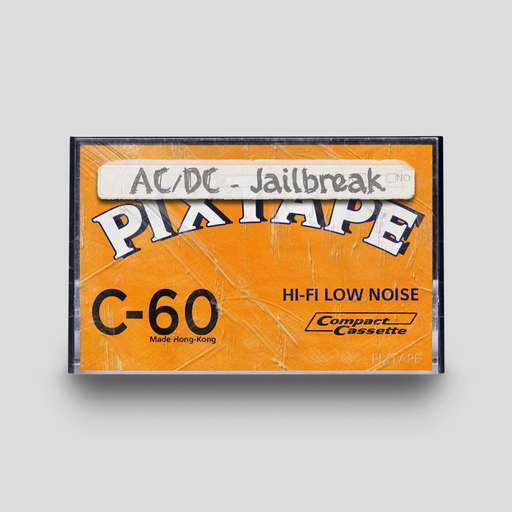 AC/DC - Jailbreak
NO
PIXTAPE
C-60
Made Hong-Kong
HI-FI LOW NOISE
Compact
Cassette
PIXTAPE